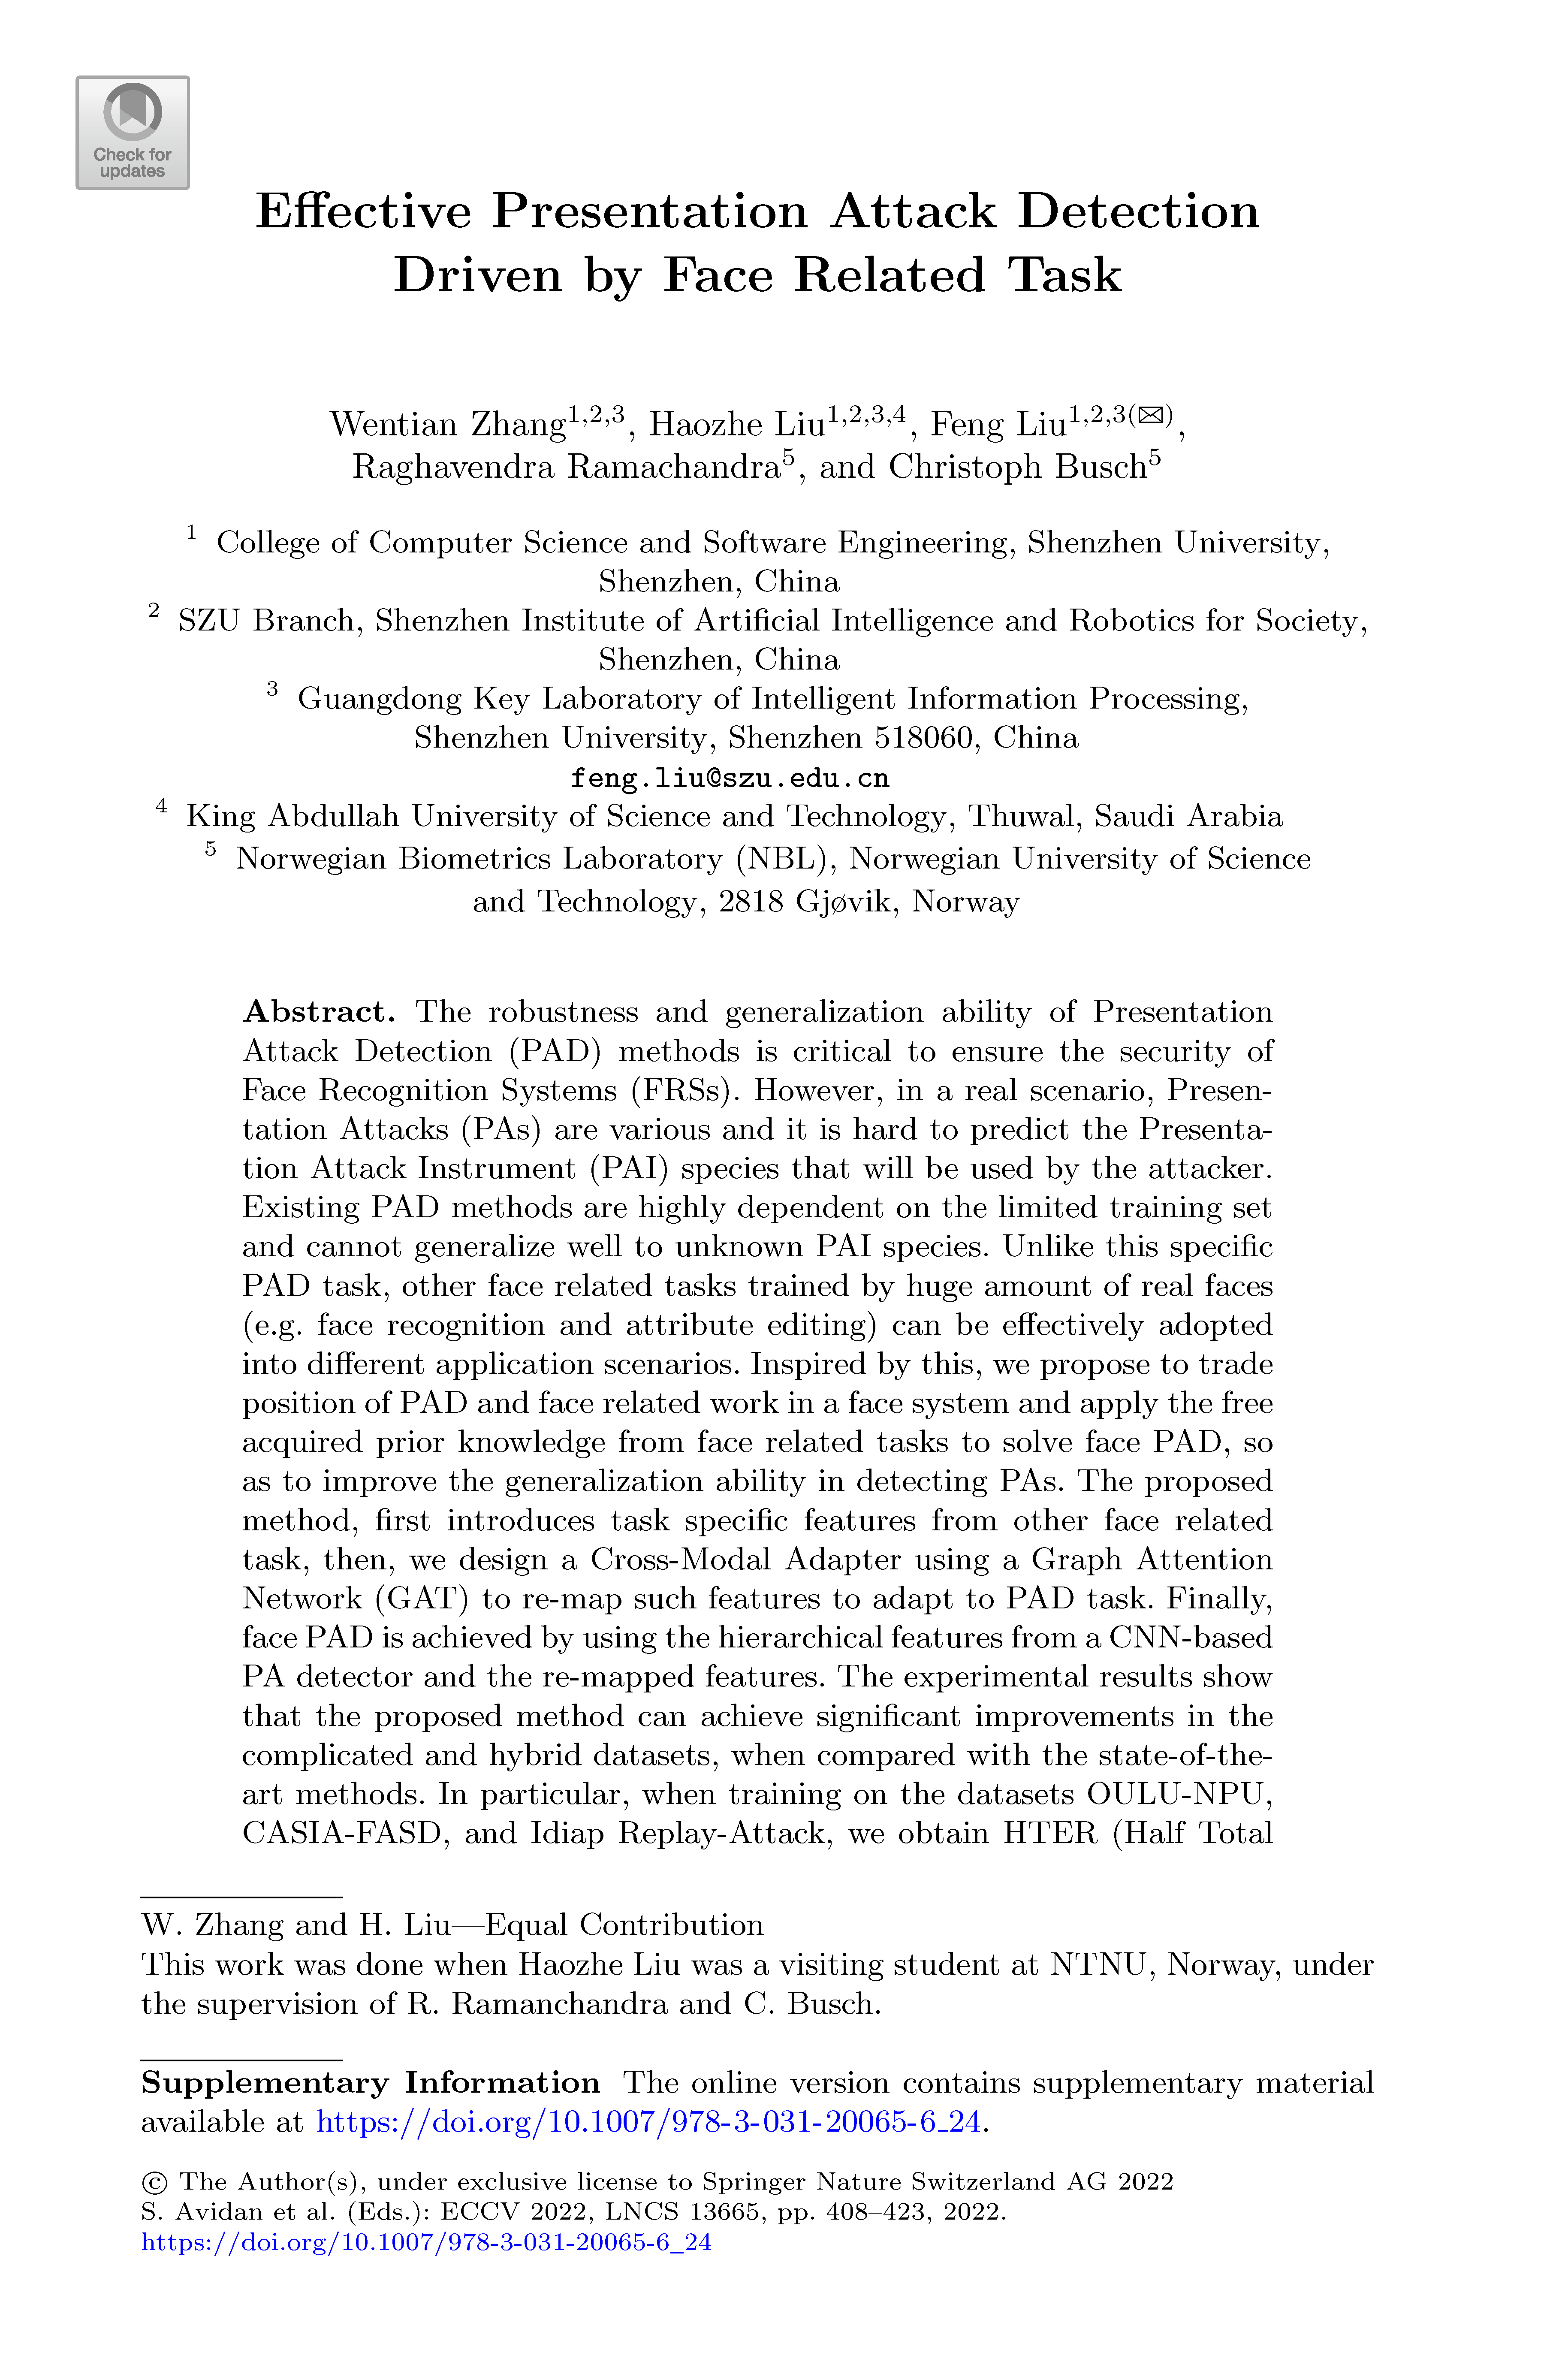 Check for
updates
Effective Presentation Attack Detection
Driven by Face Related Task
Wentian Zhang1,2,3, Haozhe Liu1,2,3,4, Feng Liu1,2,3(✉),
Raghavendra Ramachandra5, and Christoph Busch5
1 College of Computer Science and Software Engineering, Shenzhen University,
Shenzhen, China
2 SZU Branch, Shenzhen Institute of Artificial Intelligence and Robotics for Society,
Shenzhen, China
3 Guangdong Key Laboratory of Intelligent Information Processing,
Shenzhen University, Shenzhen 518060, China
feng.liu@szu.edu.cn
4 King Abdullah University of Science and Technology, Thuwal, Saudi Arabia
5 Norwegian Biometrics Laboratory (NBL), Norwegian University of Science
and Technology, 2818 Gjøvik, Norway
Abstract. The robustness and generalization ability of Presentation
Attack Detection (PAD) methods is critical to ensure the security of
Face Recognition Systems (FRSs). However, in a real scenario, Presen-
tation Attacks (PAs) are various and it is hard to predict the Presenta-
tion Attack Instrument (PAI) species that will be used by the attacker.
Existing PAD methods are highly dependent on the limited training set
and cannot generalize well to unknown PAI species. Unlike this specific
PAD task, other face related tasks trained by huge amount of real faces
(e.g. face recognition and attribute editing) can be effectively adopted
into different application scenarios. Inspired by this, we propose to trade
position of PAD and face related work in a face system and apply the free
acquired prior knowledge from face related tasks to solve face PAD, so
as to improve the generalization ability in detecting PAs. The proposed
method, first introduces task specific features from other face related
task, then, we design a Cross-Modal Adapter using a Graph Attention
Network (GAT) to re-map such features to adapt to PAD task. Finally,
face PAD is achieved by using the hierarchical features from a CNN-based
PA detector and the re-mapped features. The experimental results show
that the proposed method can achieve significant improvements in the
complicated and hybrid datasets, when compared with the state-of-the-
art methods. In particular, when training on the datasets OULU-NPU,
CASIA-FASD, and Idiap Replay-Attack, we obtain HTER (Half Total
W. Zhang and H. Liu—Equal Contribution
This work was done when Haozhe Liu was a visiting student at NTNU, Norway, under
the supervision of R. Ramanchandra and C. Busch.
Supplementary Information The online version contains supplementary material
available at https://doi.org/10.1007/978-3-031-20065-6_24.
© The Author(s), under exclusive license to Springer Nature Switzerland AG 2022
S. Avidan et al. (Eds.): ECCV 2022, LNCS 13665, pp. 408–423, 2022.
https://doi.org/10.1007/978-3-031-20065-6_24